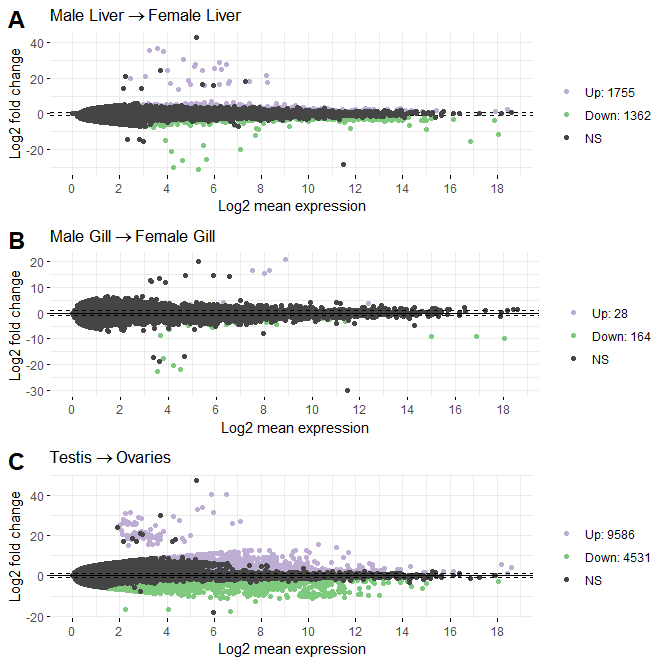 A Male Liver → Female Liver
Log2 fold change
40
20
0
-20
0 2 4 6 8 10 12 14 16 18
Log2 mean expression
Up: 1755
Down: 1362
NS
B Male Gill → Female Gill
Log2 fold change
20
10
0
-10
-20
-30
0 2 4 6 8 10 12 14 16 18
Log2 mean expression
Up: 28
Down: 164
NS
C Testis → Ovaries
Log2 fold change
40
20
0
-20
0 2 4 6 8 10 12 14 16 18
Log2 mean expression
Up: 9586
Down: 4531
NS